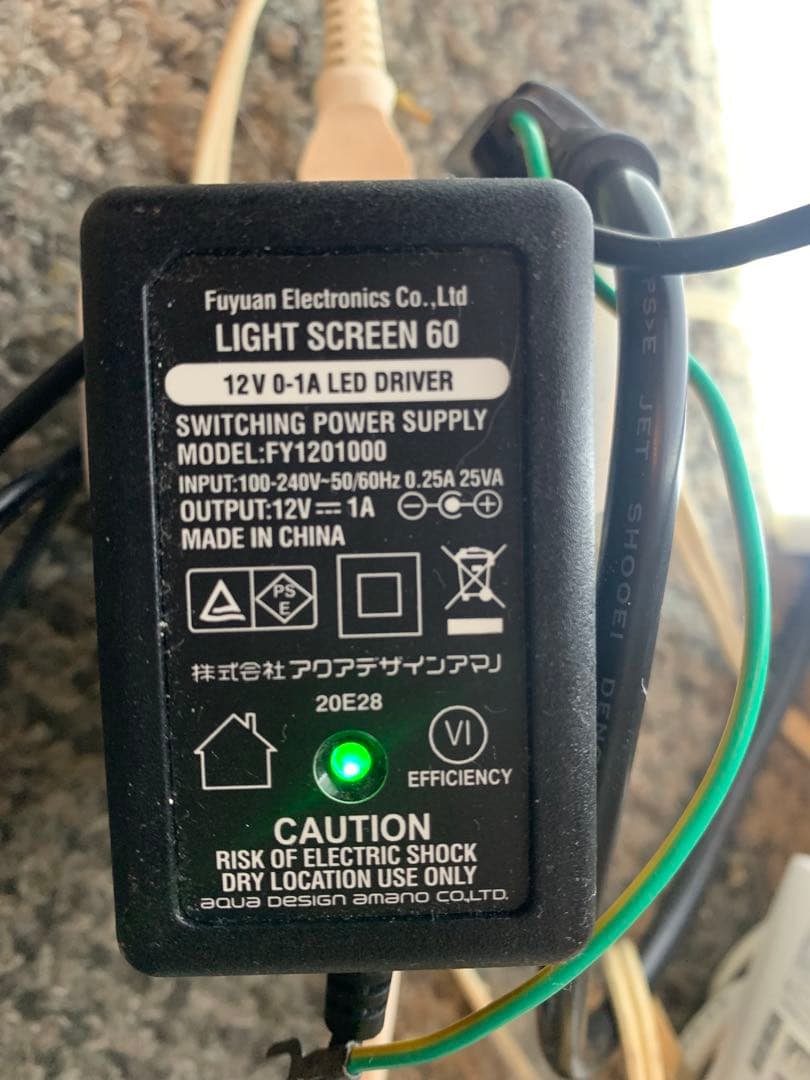 Fuyuan Electronics Co.,Ltd
LIGHT SCREEN 60
12V 0-1A LED DRIVER
SWITCHING POWER SUPPLY
MODEL:FY1201000
INPUT:100-240V~50/60Hz 0.25A 25VA
OUTPUT:12V⎓1A
MADE IN CHINA
PS
E
株式会社 アクアデザインアマノ
20E28
VI
EFFICIENCY
CAUTION
RISK OF ELECTRIC SHOCK
DRY LOCATION USE ONLY
aqua Design amano CO.,LTD.
PS>E JET SHOOEI DEN